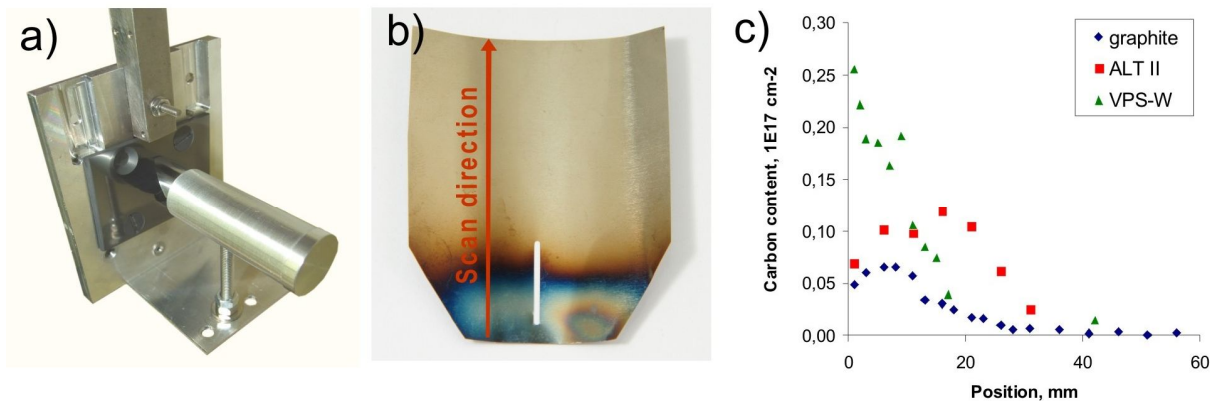 a)
b)
Scan direction
c)
0,30
0,25
0,20
0,15
0,10
0,05
0,00
0
20
40
60
Carbon content, 1E17 cm-2
Position, mm
graphite
ALT II
VPS-W